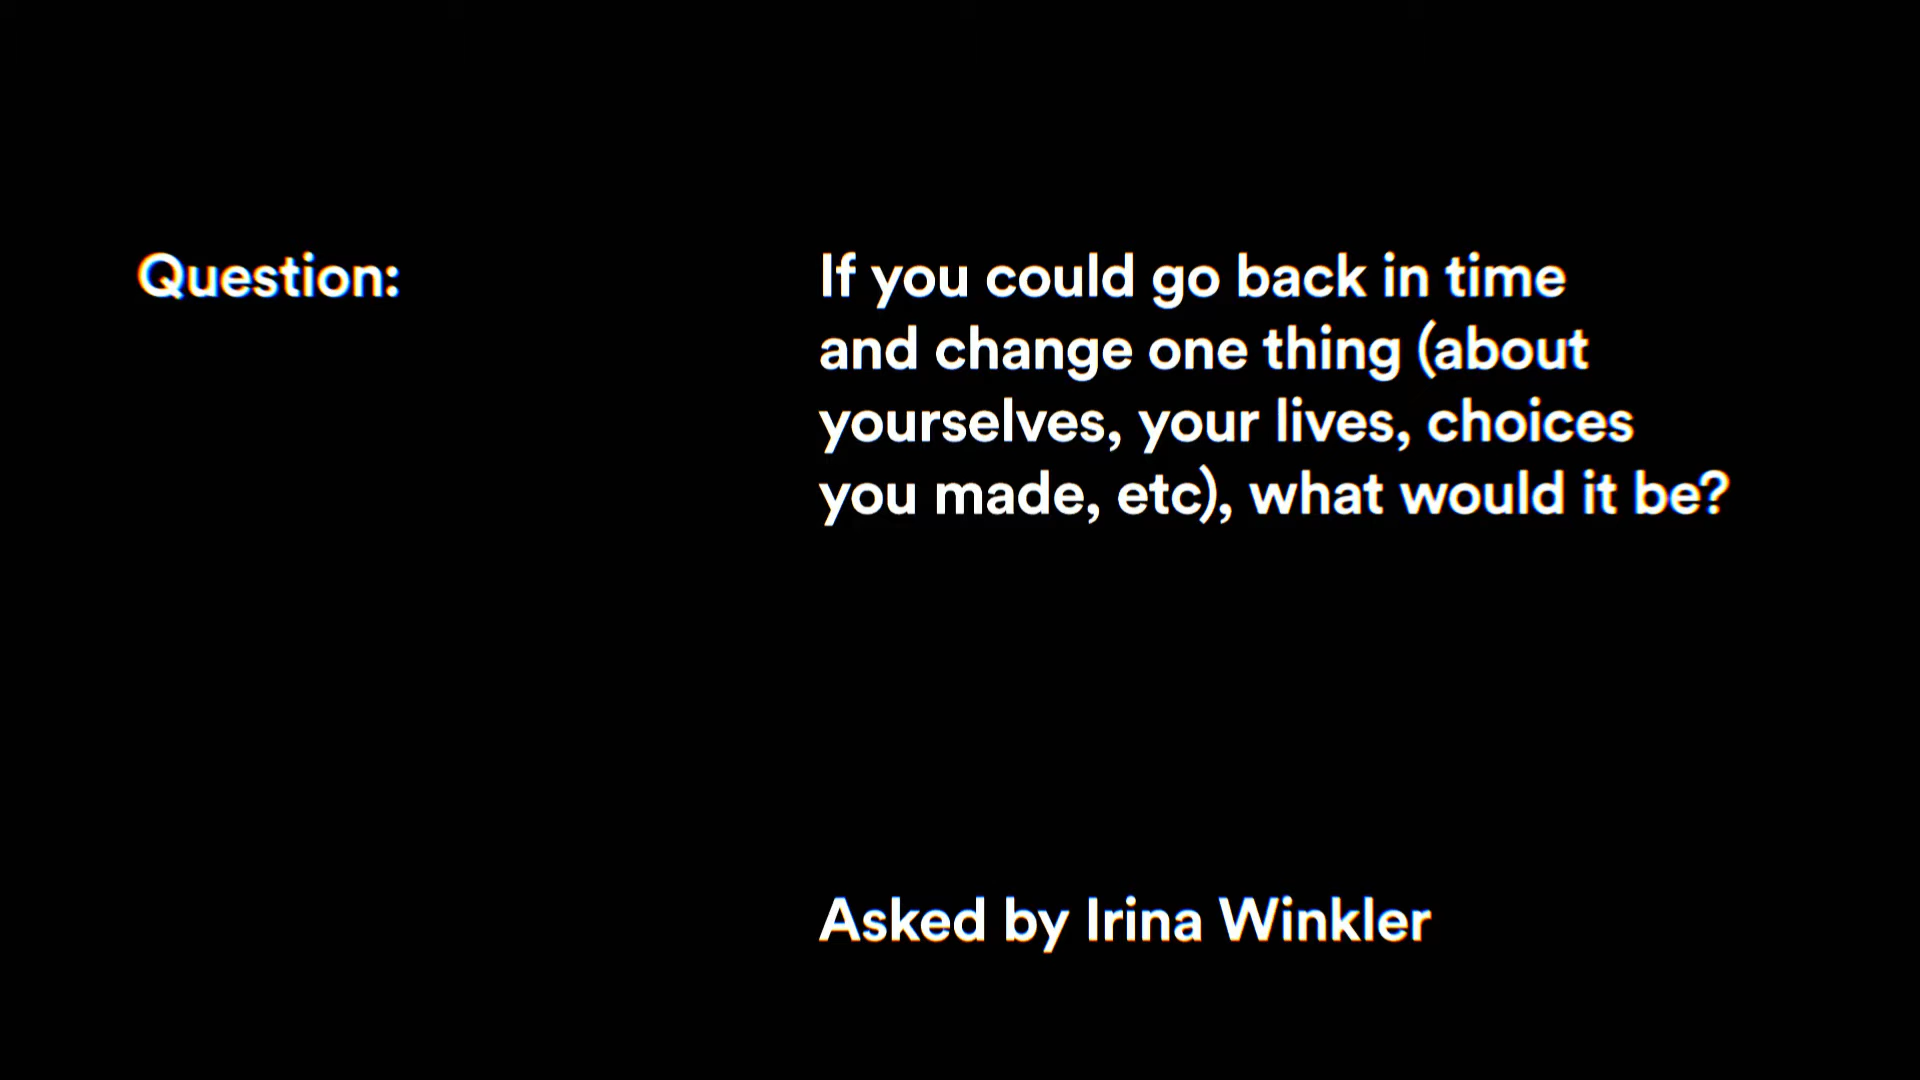 Question:
If you could go back in time
and change one thing (about
yourselves, your lives, choices
you made, etc), what would it be?
Asked by Irina Winkler